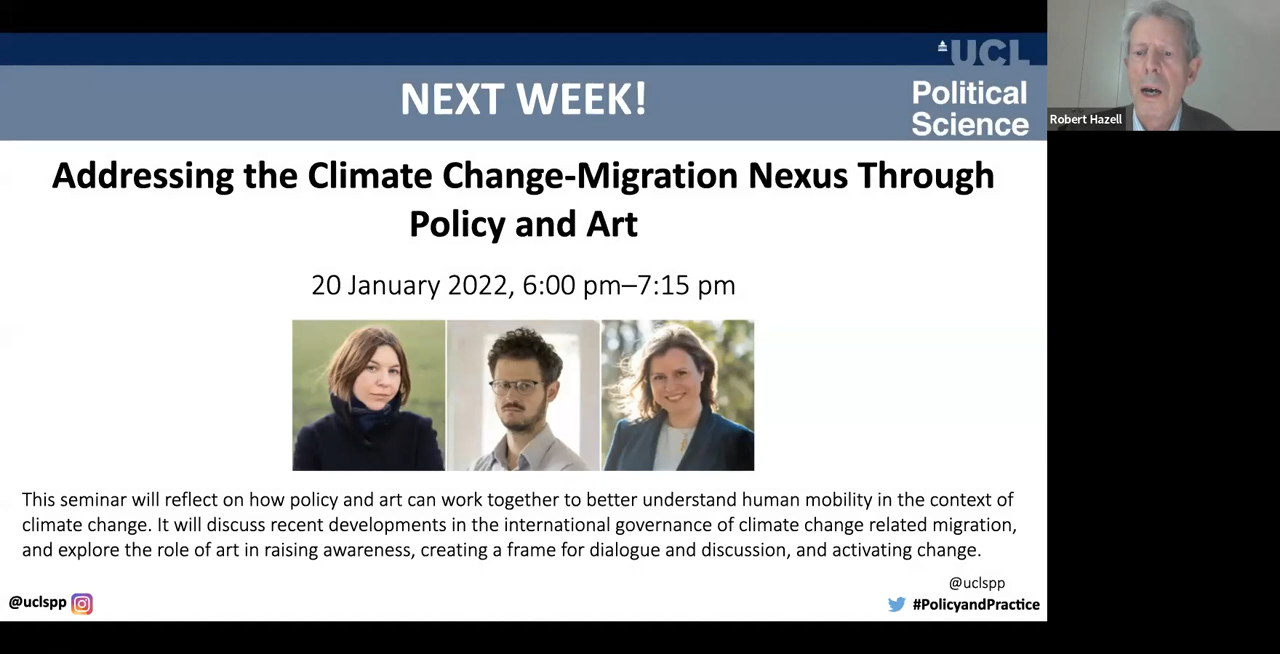 UCL
NEXT WEEK!
Political
Science
Robert Hazell
Addressing the Climate Change-Migration Nexus Through
Policy and Art
20 January 2022, 6:00 pm–7:15 pm
This seminar will reflect on how policy and art can work together to better understand human mobility in the context of
climate change. It will discuss recent developments in the international governance of climate change related migration,
and explore the role of art in raising awareness, creating a frame for dialogue and discussion, and activating change.
@uclspp
@uclspp
#PolicyandPractice